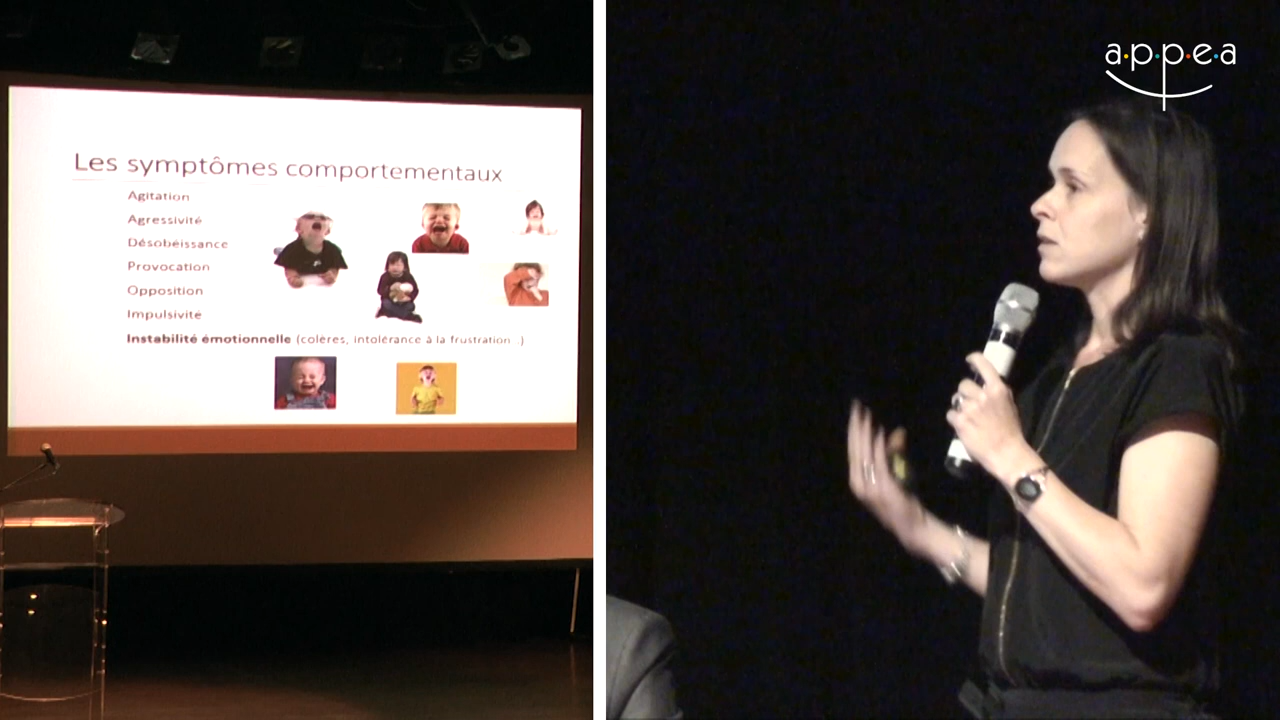 Les symptômes comportementaux
Agitation
Agressivité
Désobéissance
Provocation
Opposition
Impulsivité
Instabilité émotionnelle (colères, intolérance à la frustration...)
a.p.p.e.a